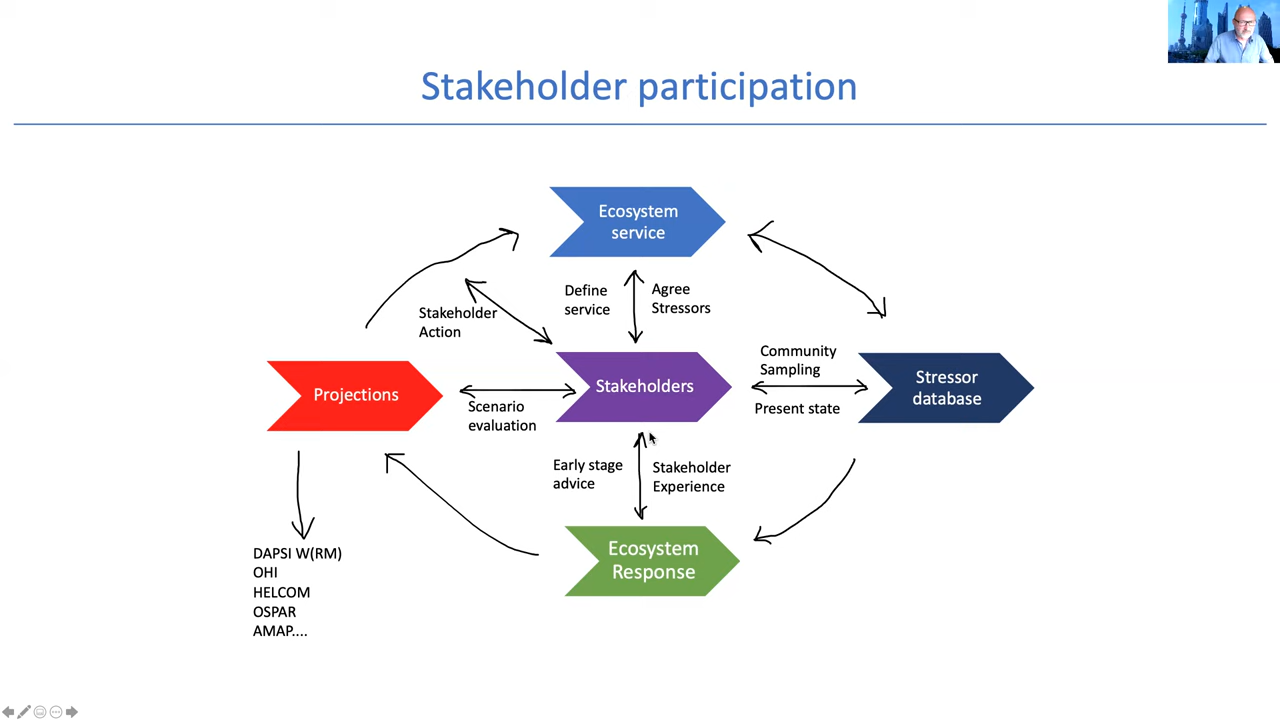 Stakeholder participation
Ecosystem
service
Define
service
Agree
Stressors
Stakeholder
Action
Community
Sampling
Projections
Stakeholders
Stressor
database
Scenario
evaluation
Present state
Early stage
advice
Stakeholder
Experience
Ecosystem
Response
DAPSI W(RM)
OHI
HELCOM
OSPAR
AMAP....